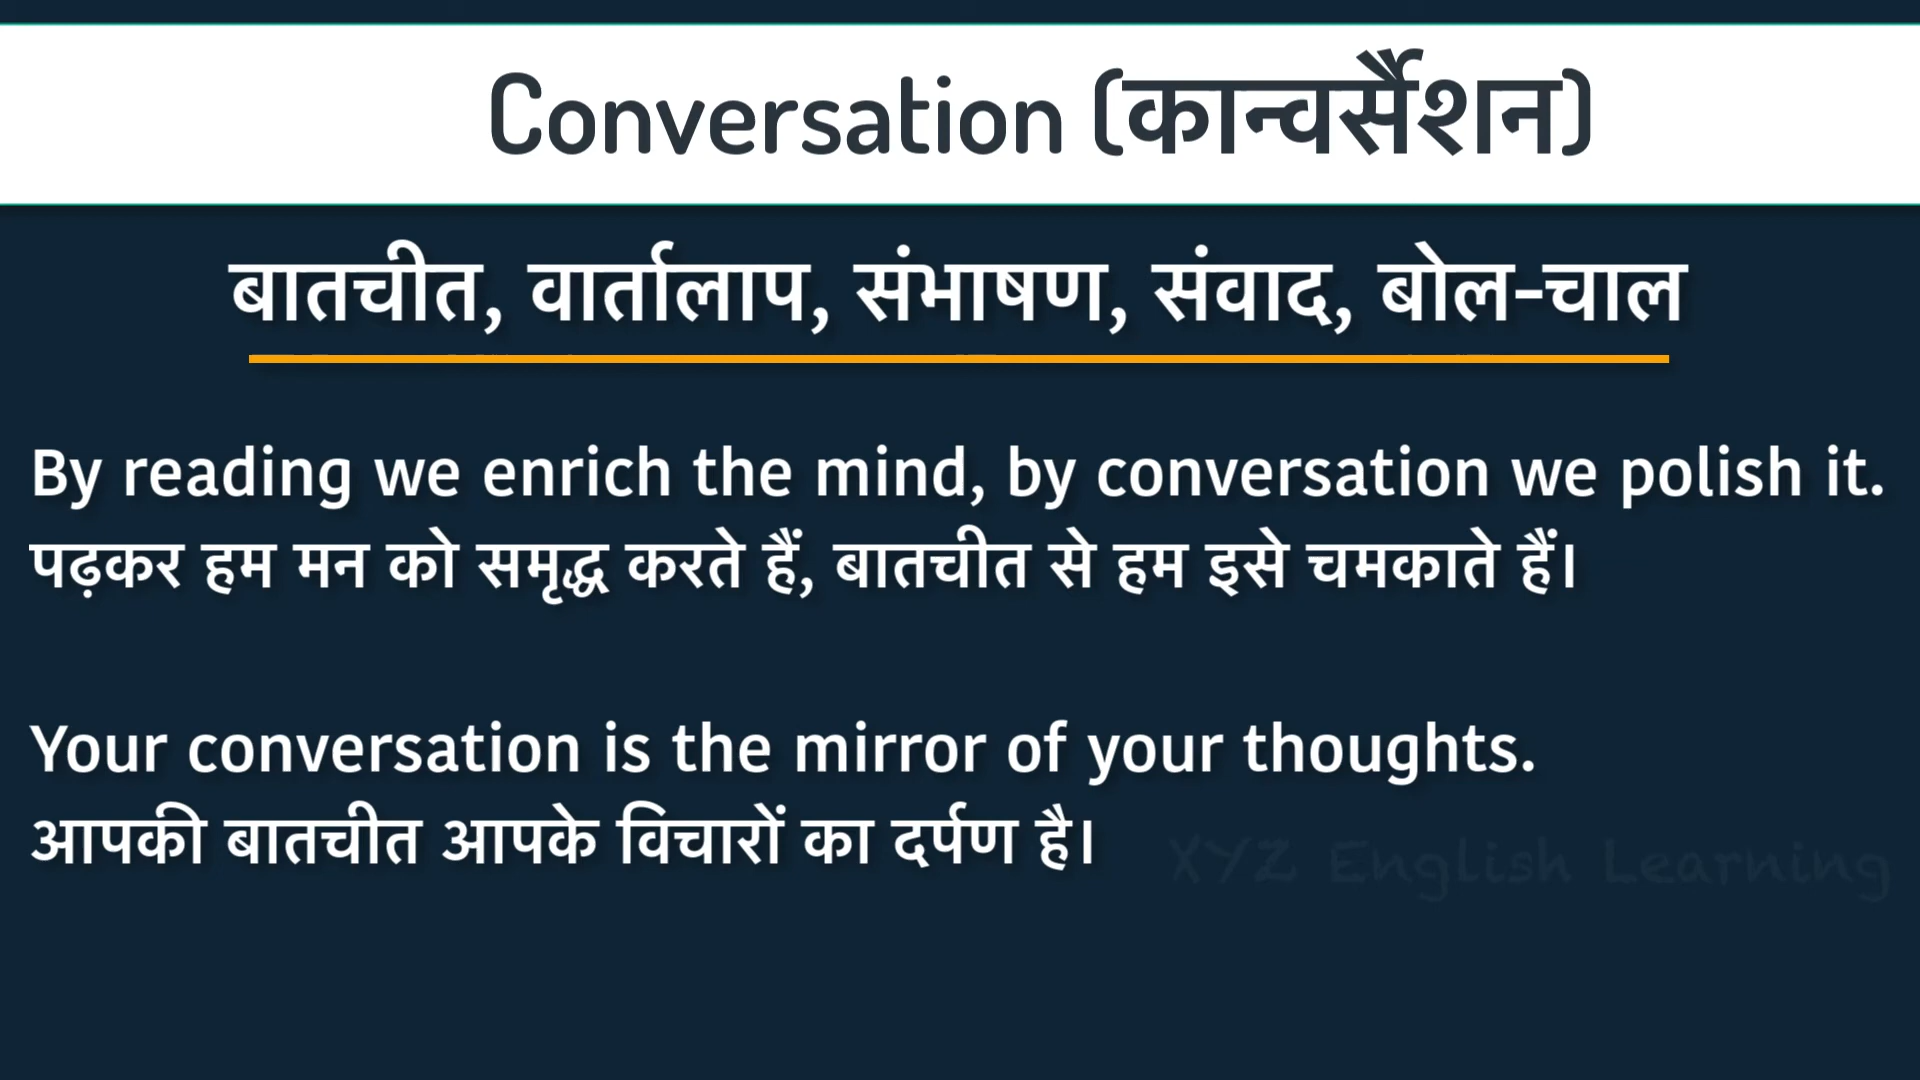 Conversation (कान्वर्सैशन)
बातचीत, वार्तालाप, संभाषण, संवाद, बोल-चाल
By reading we enrich the mind, by conversation we polish it.
पढ़कर हम मन को समृद्ध करते हैं, बातचीत से हम इसे चमकाते हैं।
Your conversation is the mirror of your thoughts.
आपकी बातचीत आपके विचारों का दर्पण है।
XYZ English Learning